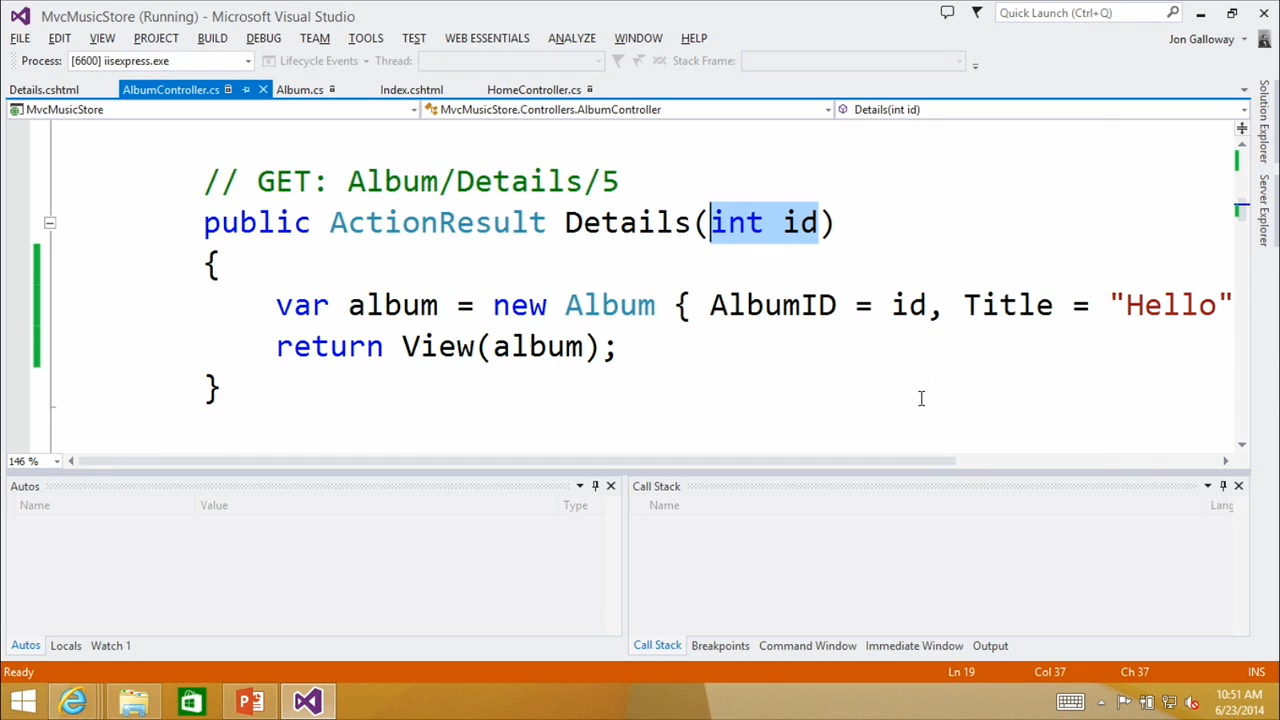 MvcMusicStore (Running) - Microsoft Visual Studio
Quick Launch (Ctrl+Q)
FILE EDIT VIEW PROJECT BUILD DEBUG TEAM TOOLS TEST WEB ESSENTIALS ANALYZE WINDOW HELP
Jon Galloway
Process: [6600] iisexpress.exe Lifecycle Events Thread: Stack Frame:
Details.cshtml AlbumController.cs Album.cs Index.cshtml HomeController.cs
MvcMusicStore MvcMusicStore.Controllers.AlbumController Details(int id)
Solution Explorer
Server Explorer
// GET: Album/Details/5
public ActionResult Details(int id)
{
var album = new Album { AlbumID = id, Title = "Hello"
return View(album);
}
146 %
Autos
Name Value Type
Call Stack
Name Lang
Autos Locals Watch 1
Call Stack Breakpoints Command Window Immediate Window Output
Ready Ln 19 Col 37 Ch 37 INS
10:51 AM
6/23/2014